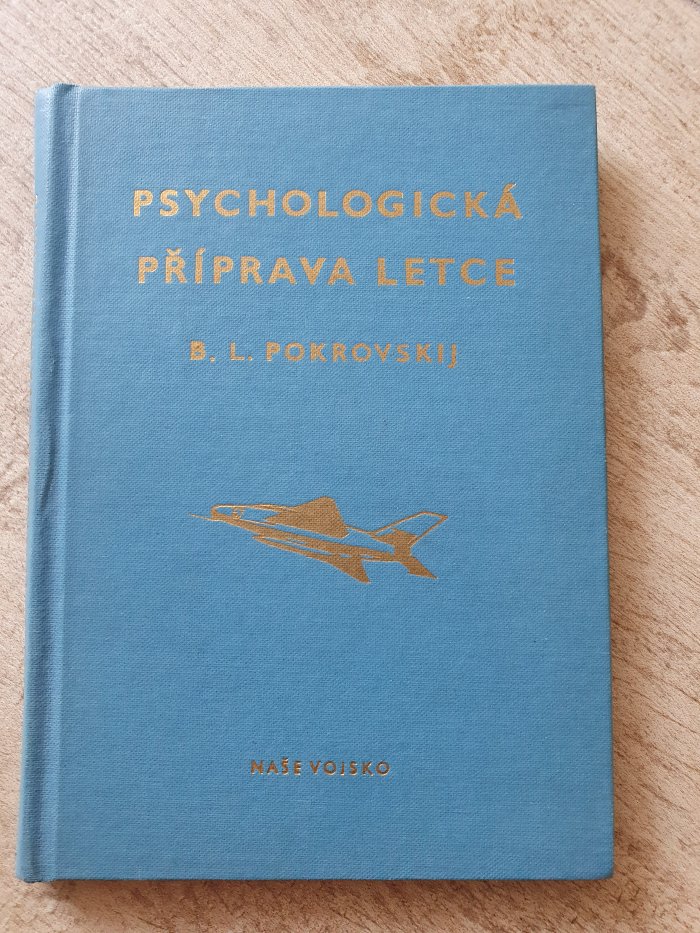 PSYCHOLOGICKÁ
PŘÍPRAVA LETCE
B. L. POKROVSKIJ
NAŠE VOJSKO